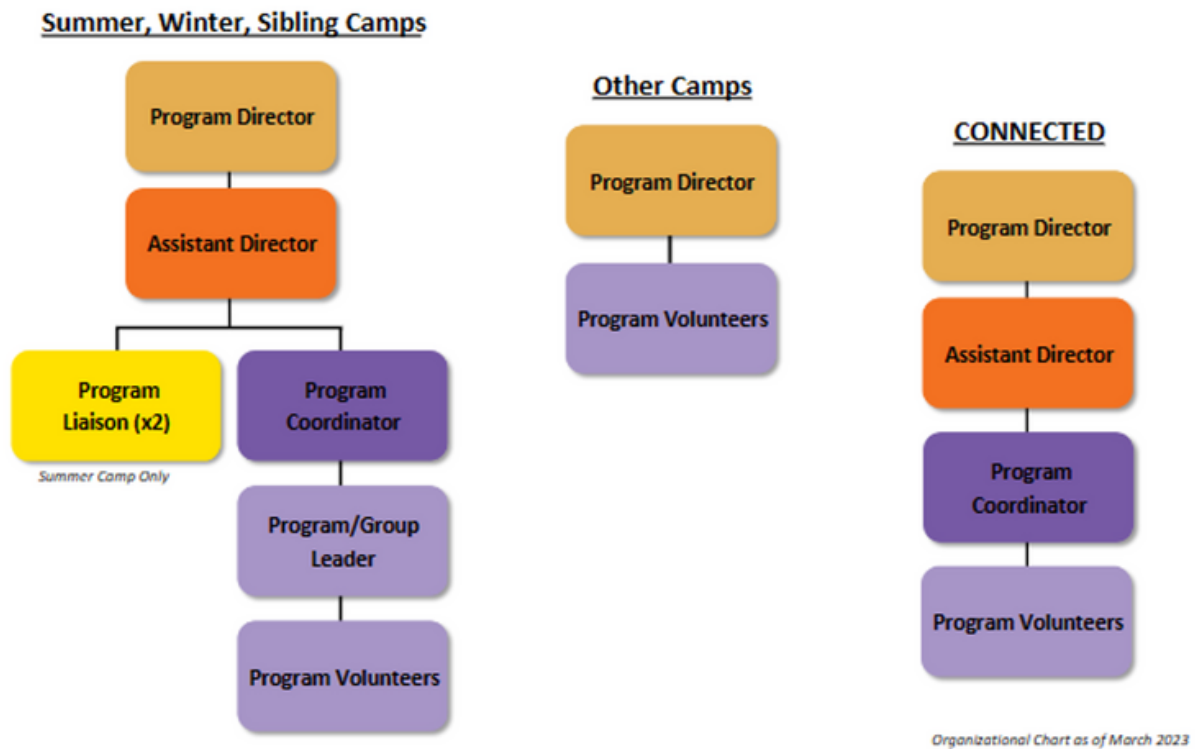 Summer, Winter, Sibling Camps
Program Director
Assistant Director
Program
Liaison (x2)
Summer Camp Only
Program
Coordinator
Program/Group
Leader
Program Volunteers
Other Camps
Program Director
Program Volunteers
CONNECTED
Program Director
Assistant Director
Program
Coordinator
Program Volunteers
Organizational Chart as of March 2023